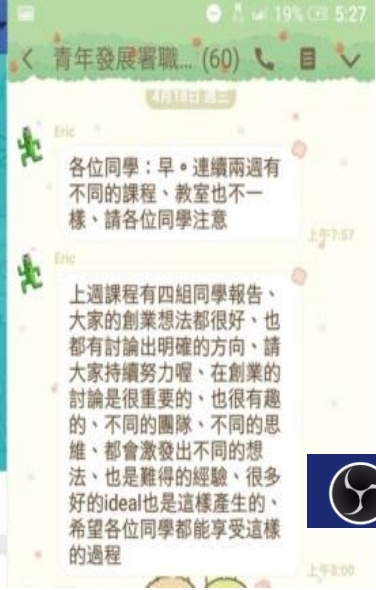 19% 5:27
青年發展署職... (60)
4月18日 週三
Eric
各位同學：早。連續兩週有
不同的課程、教室也不一
樣、請各位同學注意
上午7:57
Eric
上週課程有四組同學報告、
大家的創業想法都很好、也
都有討論出明確的方向、請
大家持續努力喔、在創業的
討論是很重要的、也很有趣
的、不同的團隊、不同的思
維、都會激發出不同的想
法、也是難得的經驗、很多
好的ideal也是這樣產生的、
希望各位同學都能享受這樣
的過程
上午8:00